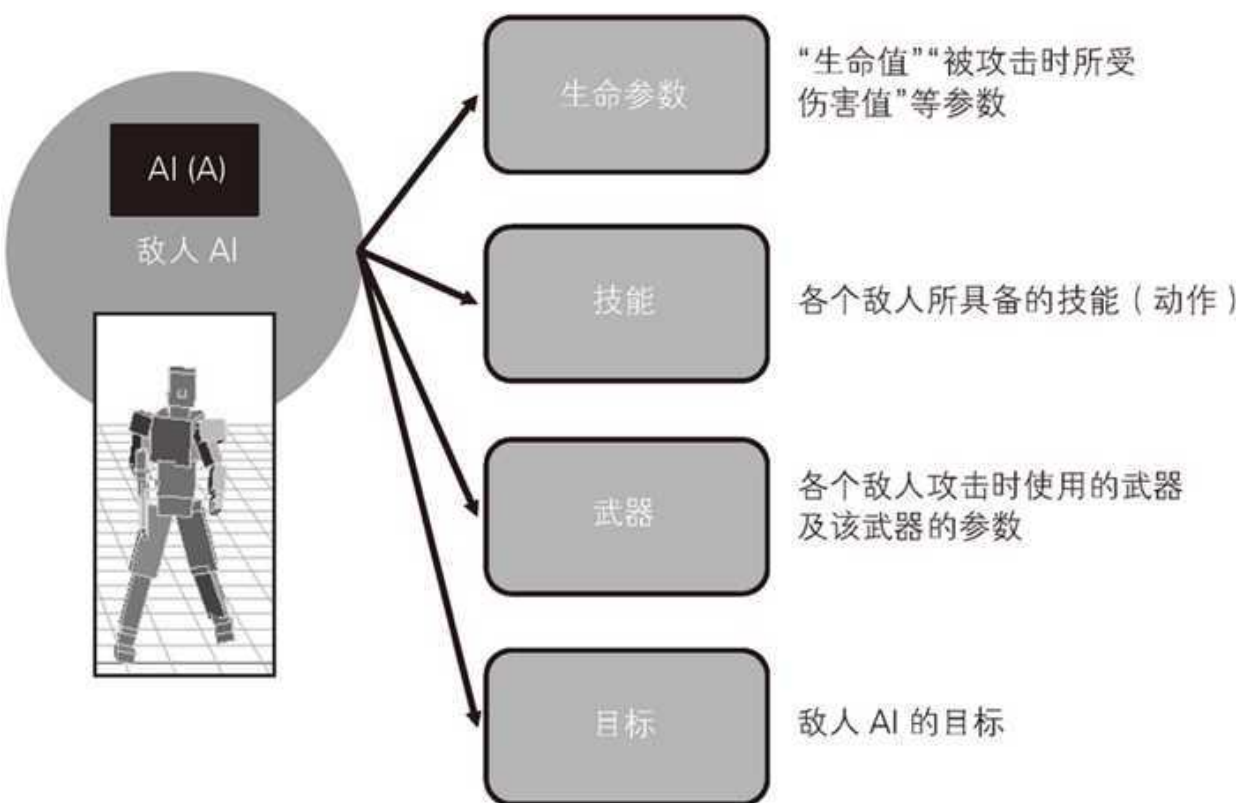 AI (A)
敌人 AI
生命参数
“生命值”“被攻击时所受
伤害值”等参数
技能
各个敌人所具备的技能（动作）
武器
各个敌人攻击时使用的武器
及该武器的参数
目标
敌人 AI 的目标